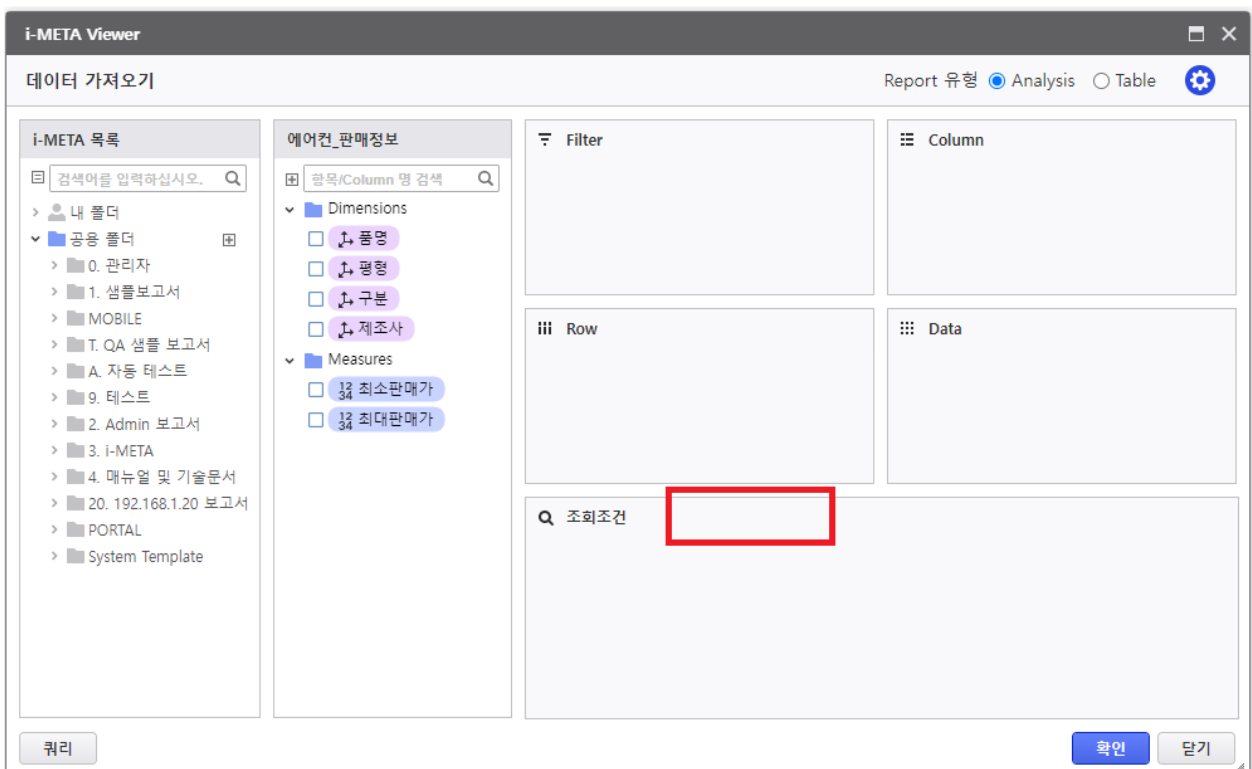 i-META Viewer
데이터 가져오기
Report 유형 Analysis Table
i-META 목록
검색어를 입력하십시오.
내 폴더
공용 폴더
0. 관리자
1. 샘플보고서
MOBILE
T. QA 샘플 보고서
A. 자동 테스트
9. 테스트
2. Admin 보고서
3. i-META
4. 매뉴얼 및 기술문서
20. 192.168.1.20 보고서
PORTAL
System Template
에어컨_판매정보
항목/Column 명 검색
Dimensions
품명
평형
구분
제조사
Measures
12 34 최소판매가
12 34 최대판매가
Filter
Column
Row
Data
조회조건
쿼리
확인
닫기